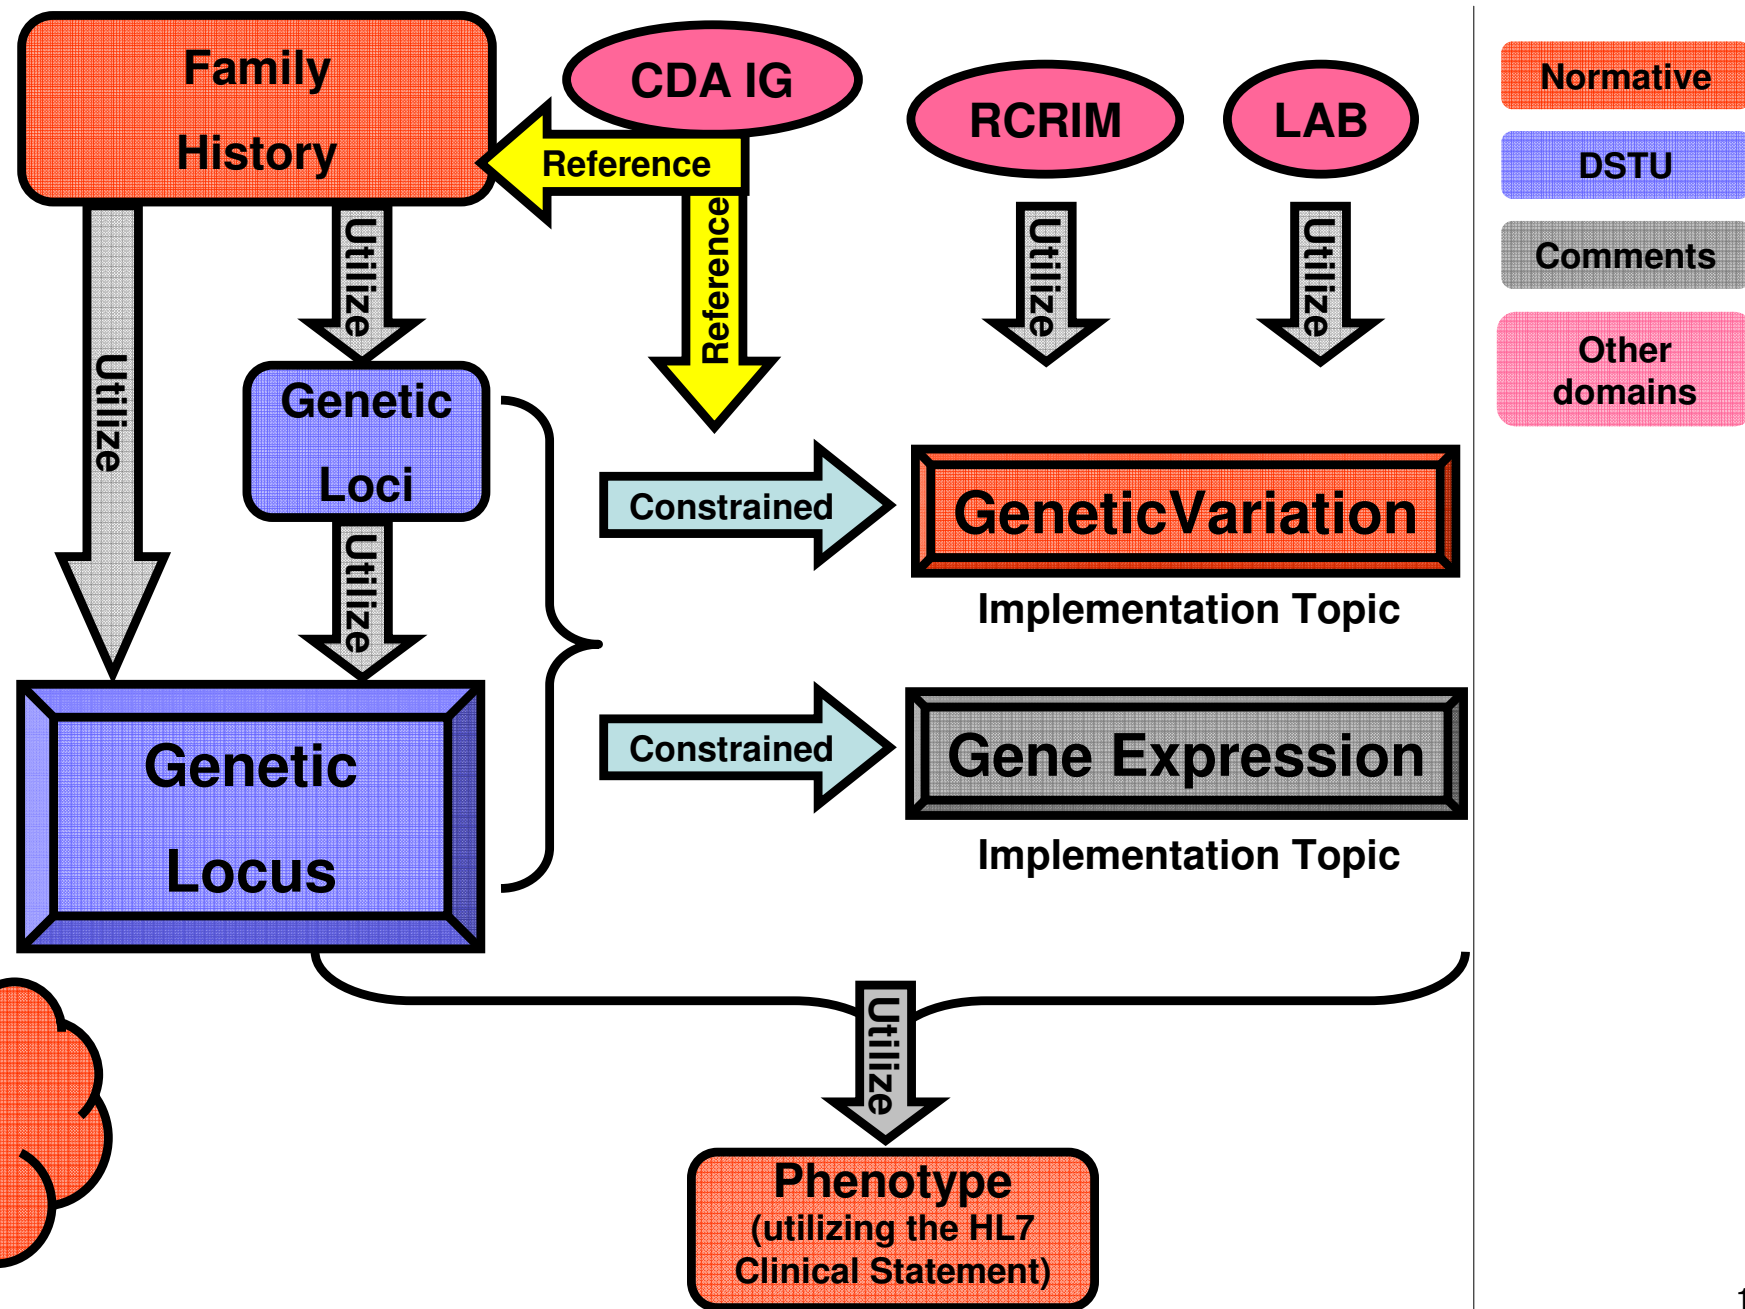 Family
History
CDA IG
RCRIM
LAB
Reference
Reference
Utilize
Utilize
Utilize
Utilize
Utilize
Genetic
Loci
Utilize
Genetic
Locus
Constrained
GeneticVariation
Implementation Topic
Constrained
Gene Expression
Implementation Topic
Utilize
Phenotype
(utilizing the HL7
Clinical Statement)
Normative
DSTU
Comments
Other
domains